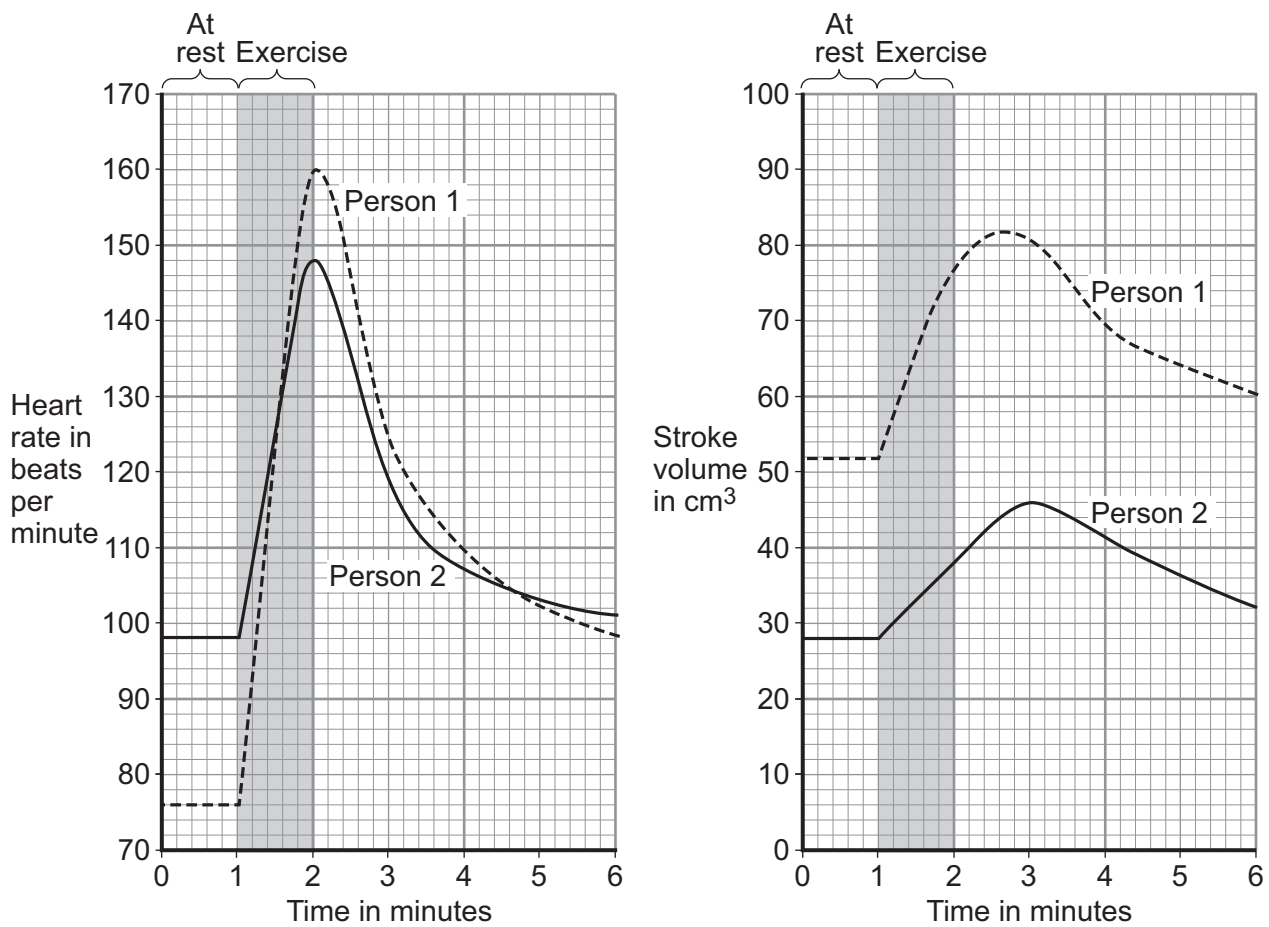 At
rest Exercise
170
160
150
140
130
120
110
100
90
80
70
Heart
rate in
beats
per
minute
Person 1
Person 2
0 1 2 3 4 5 6
Time in minutes
At
rest Exercise
100
90
80
70
60
50
40
30
20
10
0
Stroke
volume
in cm³
Person 1
Person 2
0 1 2 3 4 5 6
Time in minutes